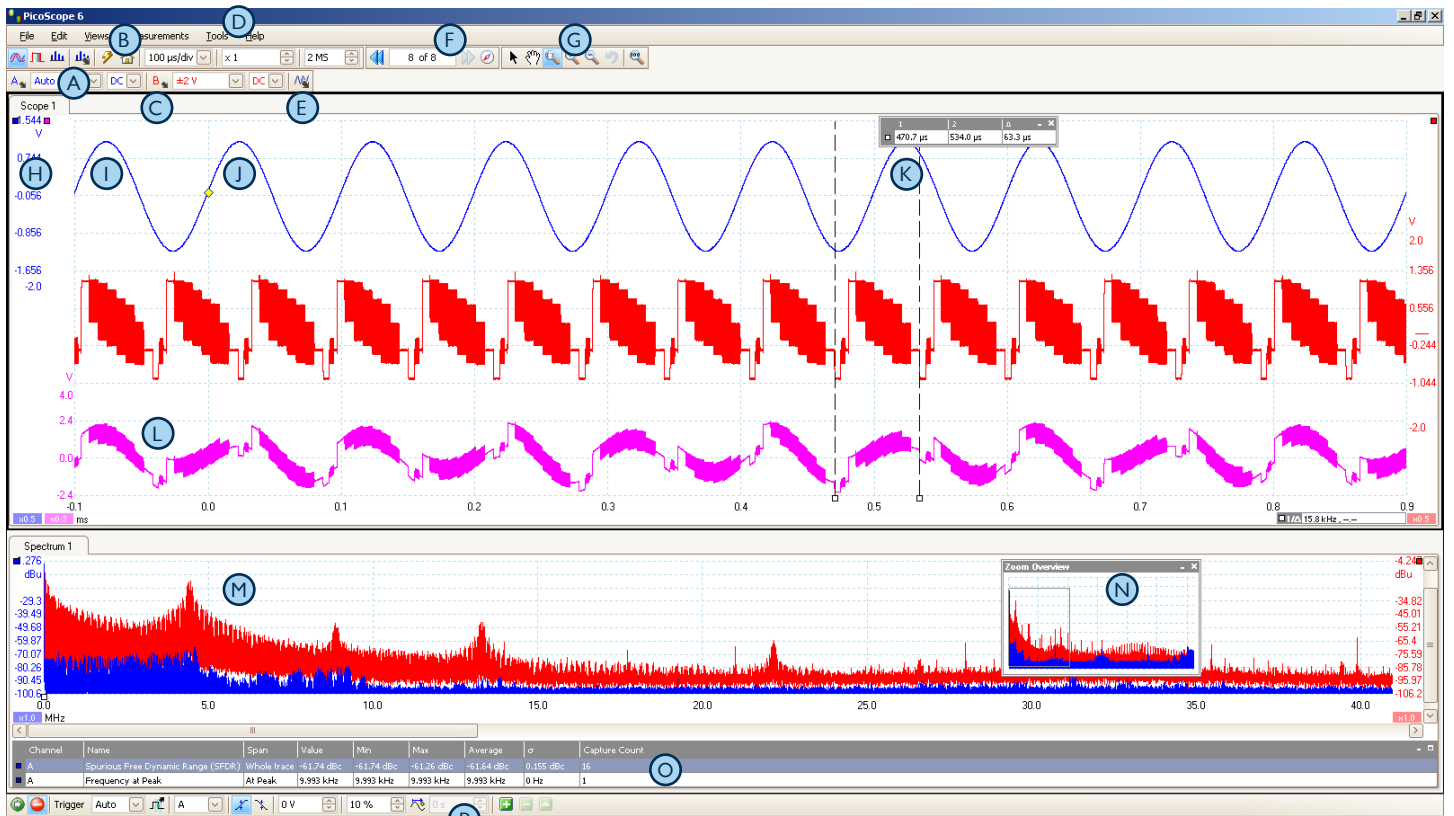 PicoScope 6
File Edit Views Measurements Tools Help
B D F G
100 µs/div x 1 2 MS 8 of 8
A Auto DC B ±2 V DC
A C E
Scope 1
1.544
V
0.744
-0.056
-0.856
-1.656
-2.0
H I J K
1 2 Δ
470.7 µs 534.0 µs 63.3 µs
V
2.0
1.356
0.556
-0.244
-1.044
-2.0
V
4.0
2.4
0.0
-2.4
L
-0.1 0.0 0.1 0.2 0.3 0.4 0.5 0.6 0.7 0.8 0.9
x0.5 x0.3 ms
1/Δ 15.8 kHz , --.-- x0.5
Spectrum 1
1.276
dBu
-29.3
-39.49
-49.68
-59.87
-70.07
-80.26
-90.45
-100.6
M
Zoom Overview
N
-4.24
dBu
-34.82
-45.01
-55.21
-65.4
-75.59
-85.78
-95.97
-106.2
0.0 5.0 10.0 15.0 20.0 25.0 30.0 35.0 40.0
x1.0 MHz x1.0
Channel Name Span Value Min Max Average σ Capture Count
A Spurious Free Dynamic Range (SFDR) Whole trace -61.74 dBc -61.74 dBc -61.26 dBc -61.64 dBc 0.155 dBc 16
A Frequency at Peak At Peak 9.993 kHz 9.993 kHz 9.993 kHz 9.993 kHz 0 Hz 1
O
Trigger Auto A 0 V 10 % 0 s